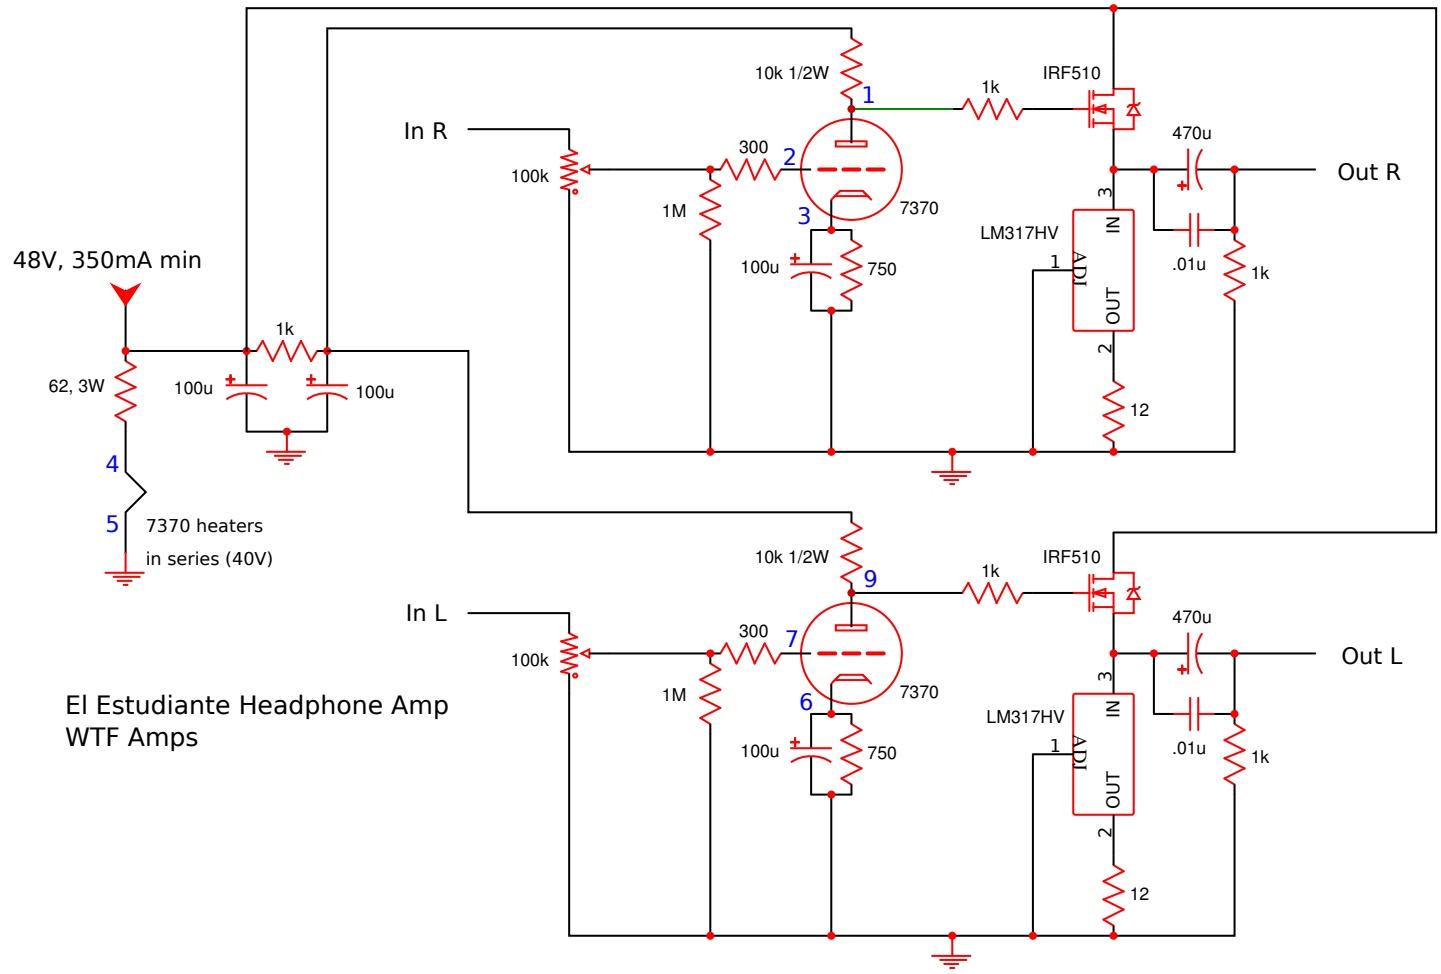 10k 1/2W
1
1k
IRF510
In R
100k
300
2
1M
3
7370
+
100u
750
470u
+
Out R
3
IN
LM317HV
1
ADJ
OUT
2
.01u
1k
12
48V, 350mA min
1k
62, 3W
100u
+
+
100u
4
5
7370 heaters
in series (40V)
10k 1/2W
9
1k
IRF510
In L
100k
300
7
1M
6
7370
+
100u
750
470u
+
Out L
3
IN
LM317HV
1
ADJ
OUT
2
.01u
1k
12
El Estudiante Headphone Amp
WTF Amps